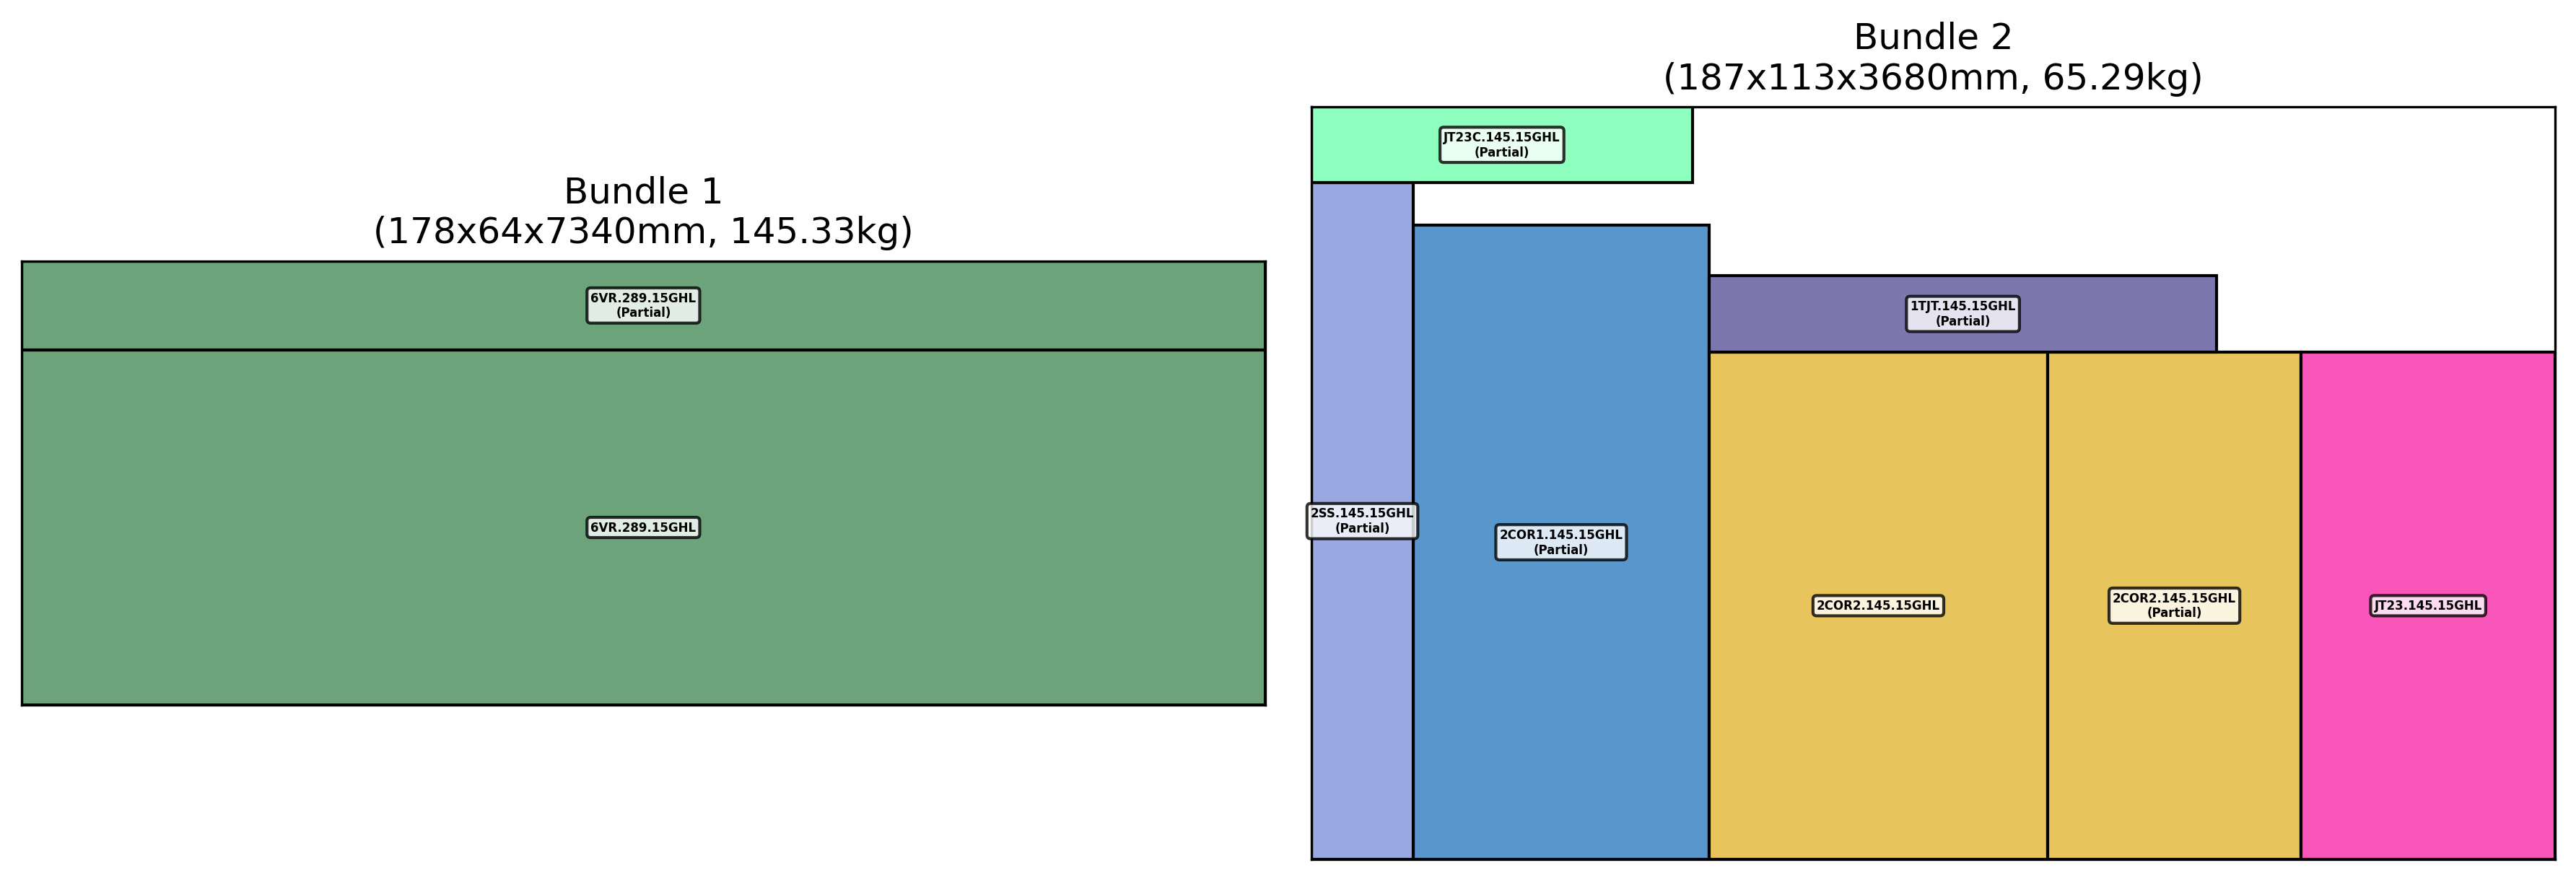 Bundle 1
(178x64x7340mm, 145.33kg)
6VR.289.15GHL
(Partial)
6VR.289.15GHL
Bundle 2
(187x113x3680mm, 65.29kg)
JT23C.145.15GHL
(Partial)
2SS.145.15GHL
(Partial)
2COR1.145.15GHL
(Partial)
1TJT.145.15GHL
(Partial)
2COR2.145.15GHL
2COR2.145.15GHL
(Partial)
JT23.145.15GHL